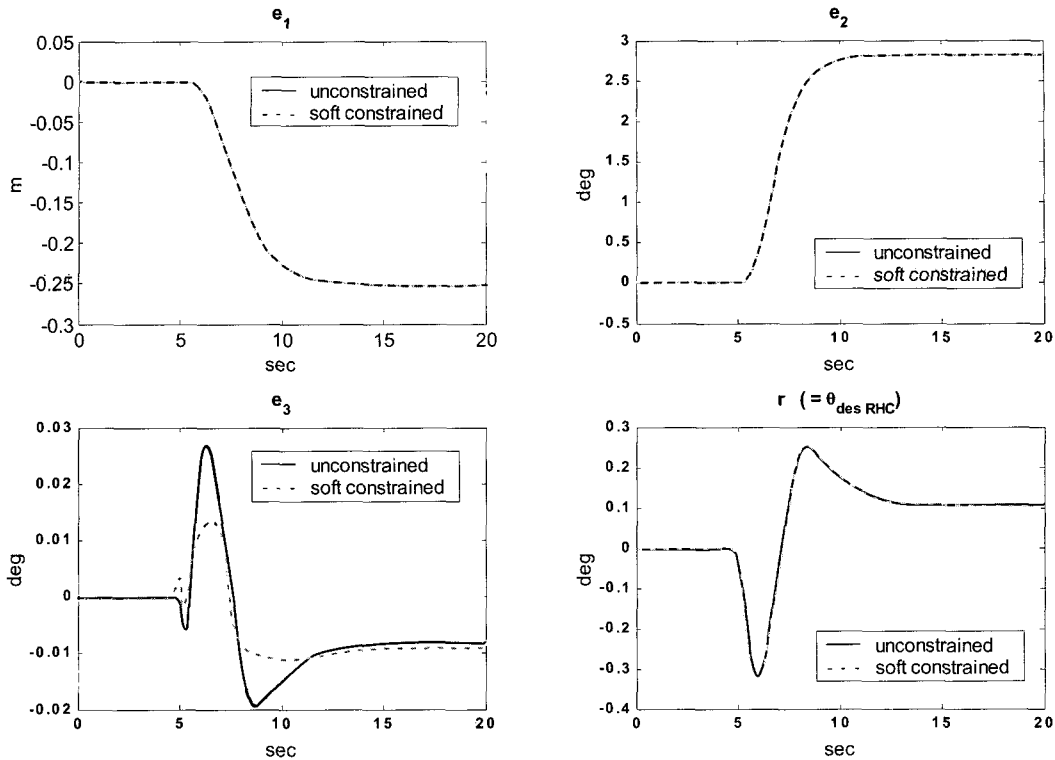 e1
0.05
0
-0.05
-0.1
-0.15
-0.2
-0.25
-0.3
m
unconstrained
soft constrained
0 5 10 15 20
sec
e2
3
2.5
2
1.5
1
0.5
0
-0.5
deg
unconstrained
soft constrained
0 5 10 15 20
sec
e3
0.03
0.02
0.01
0
-0.01
-0.02
deg
unconstrained
soft constrained
0 5 10 15 20
sec
r ( = θdes RHC)
0.3
0.2
0.1
0
-0.1
-0.2
-0.3
-0.4
deg
unconstrained
soft constrained
0 5 10 15 20
sec